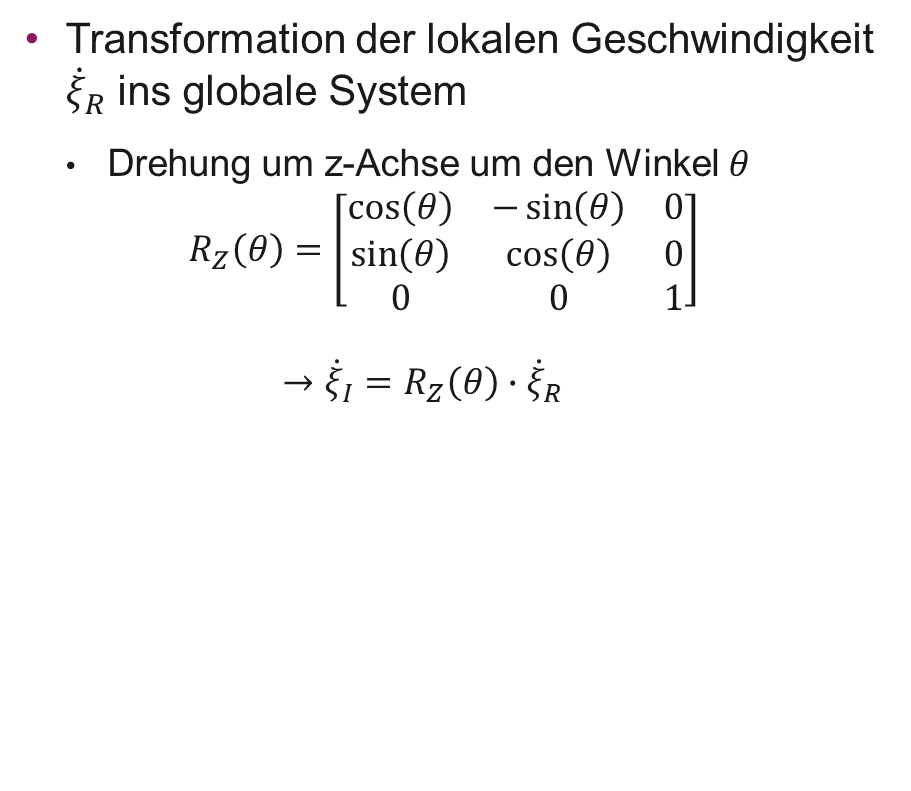 • Transformation der lokalen Geschwindigkeit
ξ̇_R ins globale System
• Drehung um z-Achse um den Winkel θ
R_Z(θ) = [cos(θ) − sin(θ) 0
sin(θ) cos(θ) 0
0 0 1]
→ ξ̇_I = R_Z(θ) · ξ̇_R